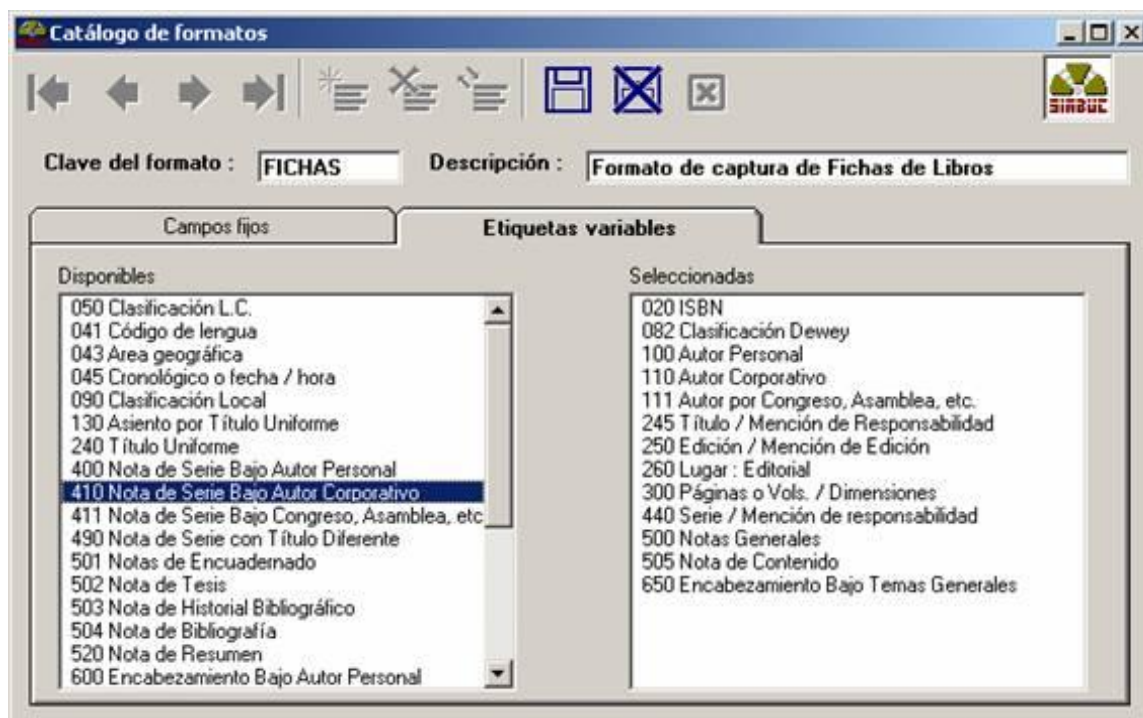 Catálogo de formatos
SIABUC
Clave del formato : FICHAS Descripción : Formato de captura de Fichas de Libros
Campos fijos Etiquetas variables
Disponibles
050 Clasificación L.C.
041 Código de lengua
043 Area geográfica
045 Cronológico o fecha / hora
090 Clasificación Local
130 Asiento por Título Uniforme
240 Título Uniforme
400 Nota de Serie Bajo Autor Personal
410 Nota de Serie Bajo Autor Corporativo
411 Nota de Serie Bajo Congreso, Asamblea, etc
490 Nota de Serie con Título Diferente
501 Notas de Encuadernado
502 Nota de Tesis
503 Nota de Historial Bibliográfico
504 Nota de Bibliografía
520 Nota de Resumen
600 Encabezamiento Bajo Autor Personal
Seleccionadas
020 ISBN
082 Clasificación Dewey
100 Autor Personal
110 Autor Corporativo
111 Autor por Congreso, Asamblea, etc.
245 Título / Mención de Responsabilidad
250 Edición / Mención de Edición
260 Lugar : Editorial
300 Páginas o Vols. / Dimensiones
440 Serie / Mención de responsabilidad
500 Notas Generales
505 Nota de Contenido
650 Encabezamiento Bajo Temas Generales